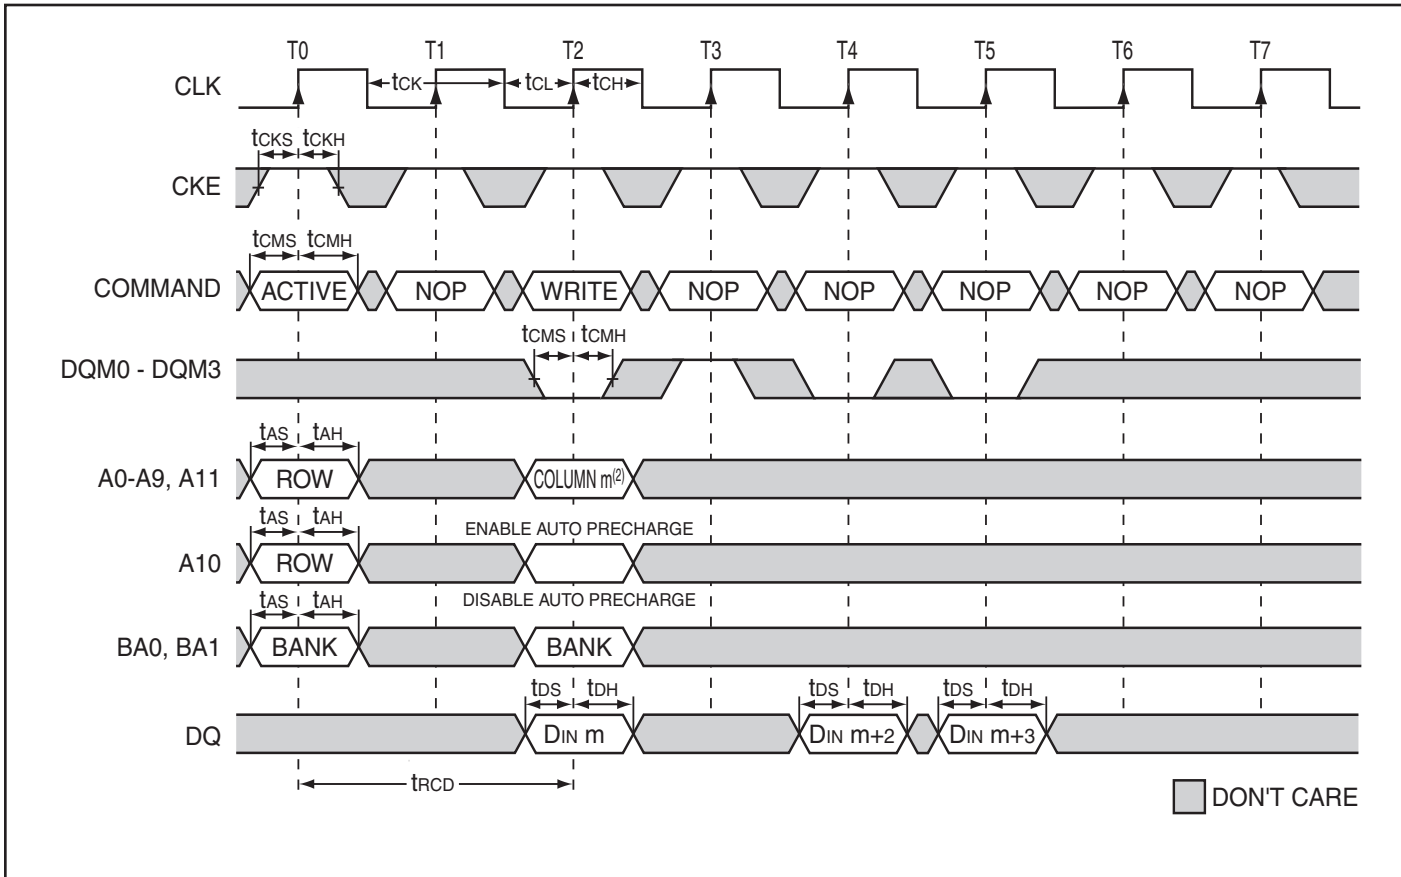 T0 T1 T2 T3 T4 T5 T6 T7
CLK tCK tCL tCH
tCKS tCKH
CKE
tCMS tCMH
COMMAND ACTIVE NOP WRITE NOP NOP NOP NOP NOP
tCMS tCMH
DQM0 - DQM3
tAS tAH
A0-A9, A11 ROW COLUMN m(2)
tAS tAH ENABLE AUTO PRECHARGE
A10 ROW
tAS tAH DISABLE AUTO PRECHARGE
BA0, BA1 BANK BANK
tDS tDH tDS tDH tDS tDH
DQ DIN m DIN m+2 DIN m+3
tRCD
DON'T CARE